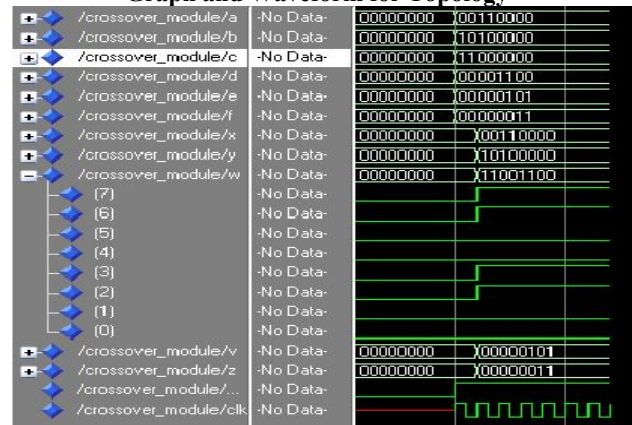 Graph and Waveform for Topology
/crossover_module/a -No Data- 00000000 00110000
/crossover_module/b -No Data- 00000000 10100000
/crossover_module/c -No Data- 00000000 11000000
/crossover_module/d -No Data- 00000000 00001100
/crossover_module/e -No Data- 00000000 00000101
/crossover_module/f -No Data- 00000000 00000011
/crossover_module/x -No Data- 00000000 00110000
/crossover_module/y -No Data- 00000000 10100000
/crossover_module/w -No Data- 00000000 11001100
(7) -No Data-
(6) -No Data-
(5) -No Data-
(4) -No Data-
(3) -No Data-
(2) -No Data-
(1) -No Data-
(0) -No Data-
/crossover_module/v -No Data- 00000000 00000101
/crossover_module/z -No Data- 00000000 00000011
/crossover_module/... -No Data-
/crossover_module/clk -No Data-